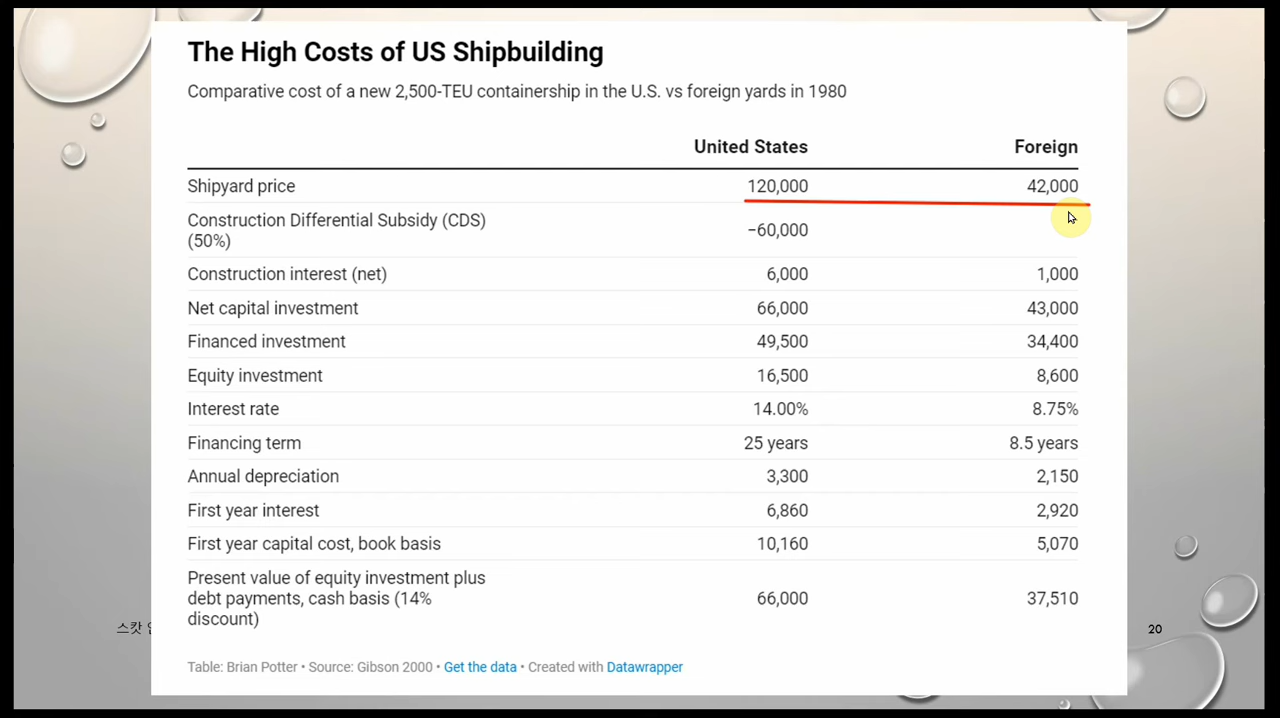 The High Costs of US Shipbuilding
Comparative cost of a new 2,500-TEU containership in the U.S. vs foreign yards in 1980
United States Foreign
Shipyard price 120,000 42,000
Construction Differential Subsidy (CDS)
(50%) −60,000
Construction interest (net) 6,000 1,000
Net capital investment 66,000 43,000
Financed investment 49,500 34,400
Equity investment 16,500 8,600
Interest rate 14.00% 8.75%
Financing term 25 years 8.5 years
Annual depreciation 3,300 2,150
First year interest 6,860 2,920
First year capital cost, book basis 10,160 5,070
Present value of equity investment plus
debt payments, cash basis (14% 66,000 37,510
discount)
스캇
20
Table: Brian Potter • Source: Gibson 2000 • Get the data • Created with Datawrapper